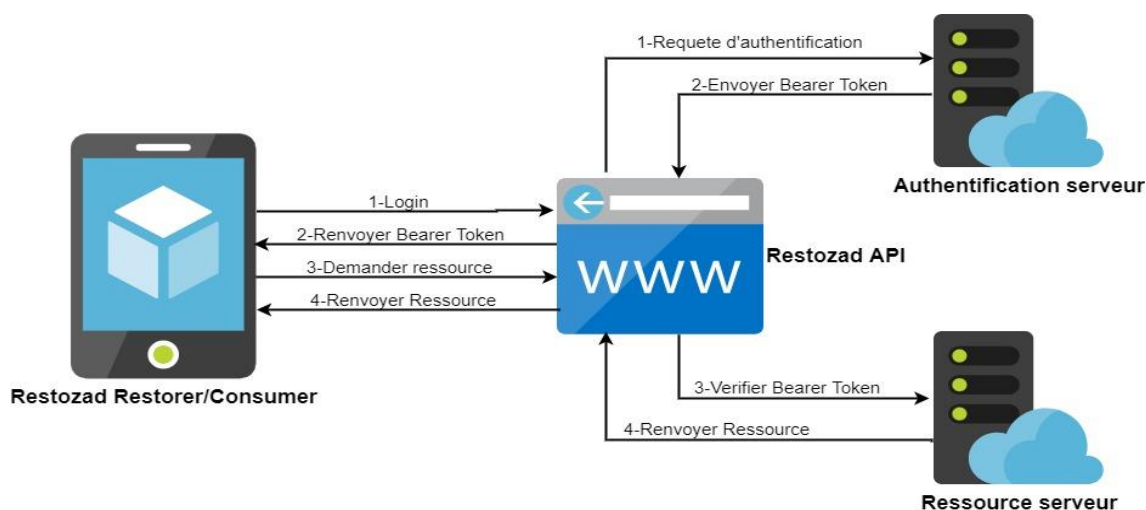 1-Requete d'authentification
2-Envoyer Bearer Token
Authentification serveur
1-Login
2-Renvoyer Bearer Token
3-Demander ressource
4-Renvoyer Ressource
Restozad Restorer/Consumer
WWW
Restozad API
3-Verifier Bearer Token
4-Renvoyer Ressource
Ressource serveur